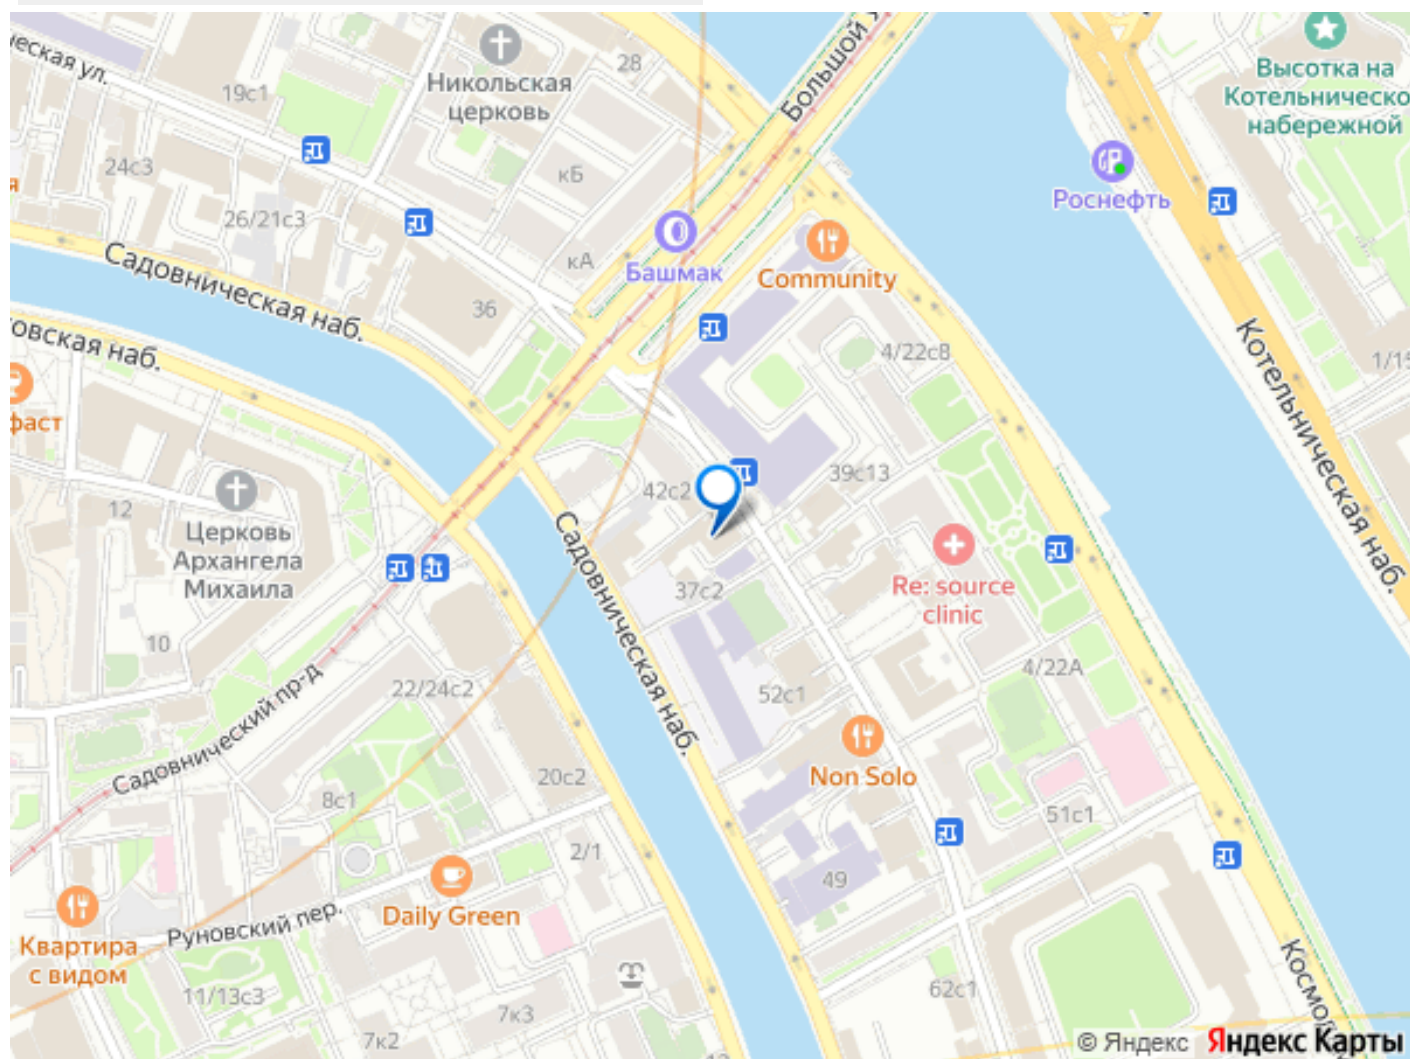 ческая ул.
19с1
Никольская
церковь
28
Большой
Высотка на
Котельническо
набережной
24с3
я
26/21с3
кБ
Роснефть
Садовническая наб.
кА
Башмак
Community
36
овская наб.
4/22с8
Котельническая наб.
1/15
фаст
42с2
39с13
12
Церковь
Архангела
Михаила
Садовническая наб.
37с2
Re: source
clinic
10
22/24с2
52с1
4/22А
Садовнический пр-д
20с2
Non Solo
8с1
51с1
2/1
49
Daily Green
Руновский пер.
Квартира
с видом
11/13с3
62с1
Космо
7к3
7к2
© Яндекс Яндекс Карты